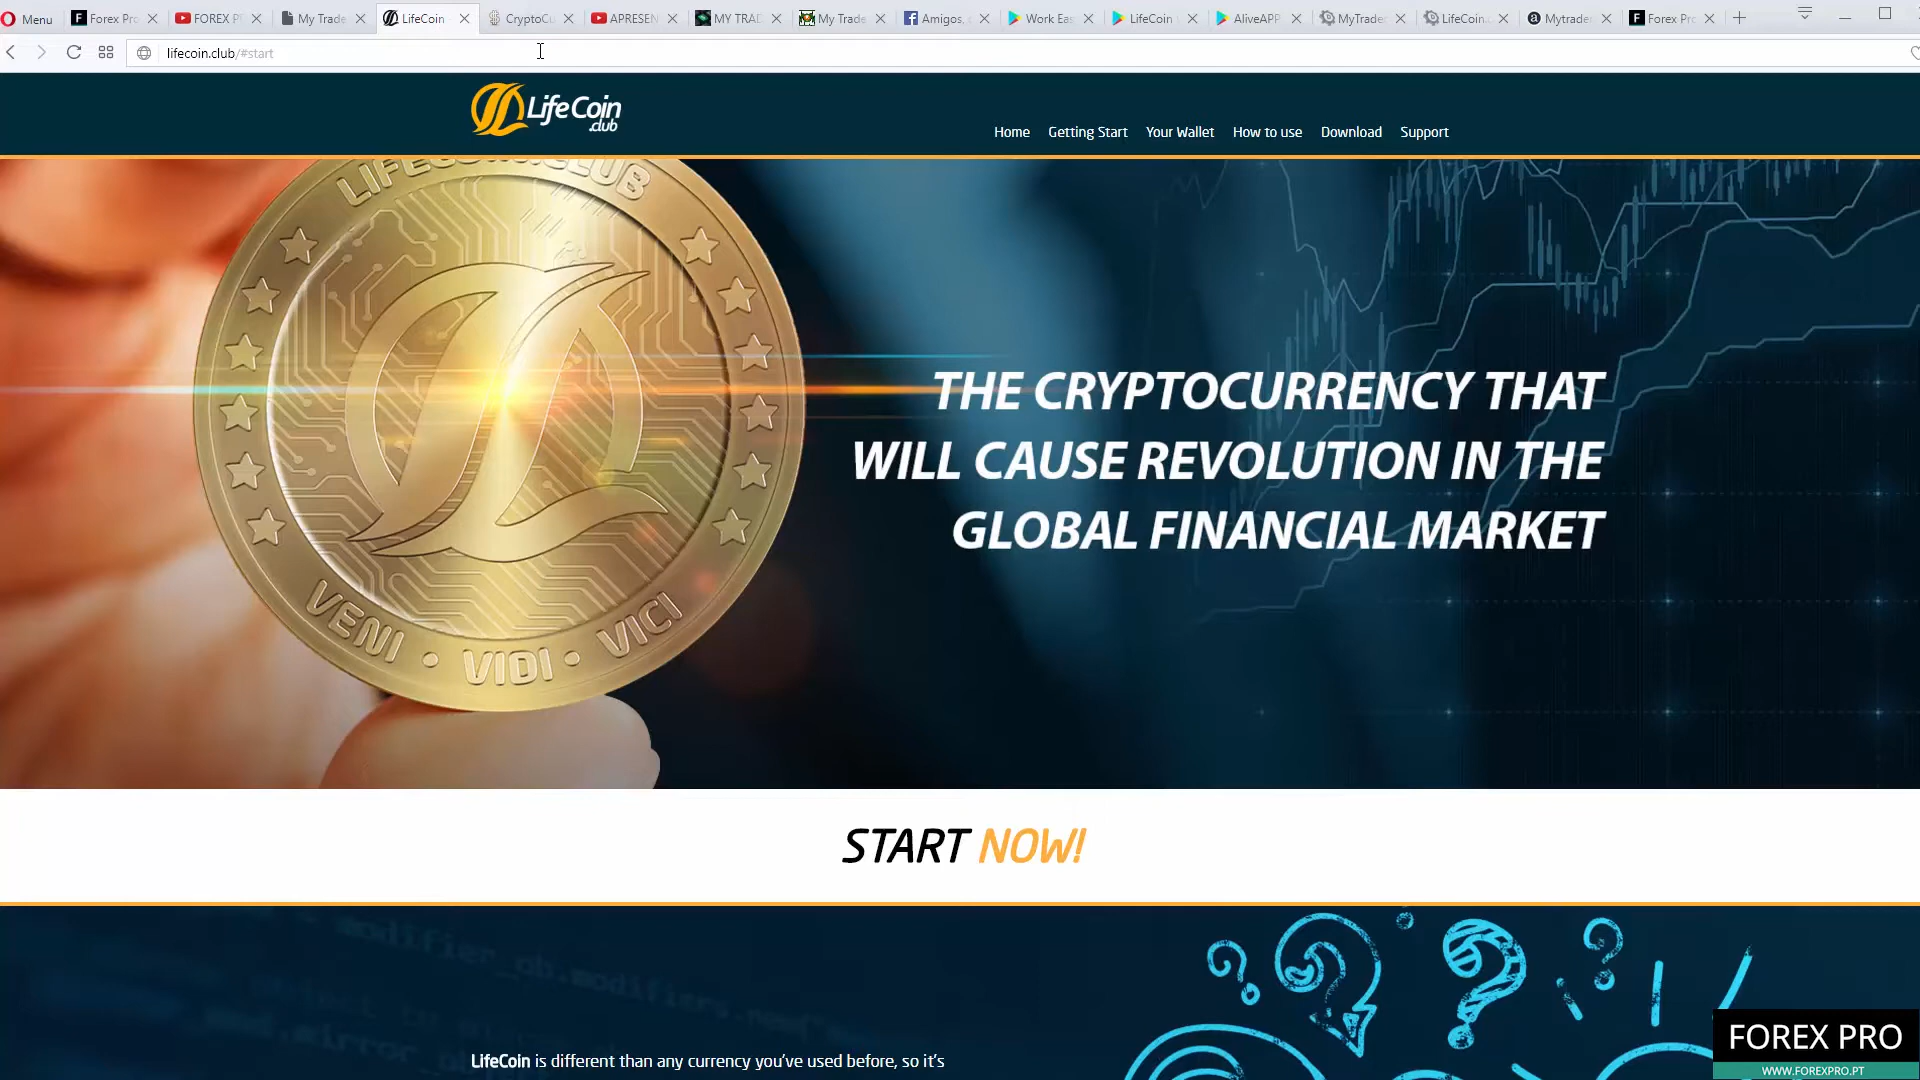 Menu
Forex Pro
FOREX P
My Trade
LifeCoin
CryptoCu
APRESEN
MY TRAD
My Trade
Amigos,
Work Eas
LifeCoin
AliveAPP
MyTrade
LifeCoin.
Mytrade
Forex Pro
lifecoin.club/#start
LifeCoin
.club
Home
Getting Start
Your Wallet
How to use
Download
Support
LIFECOIN.CLUB
VENI • VIDI • VICI
THE CRYPTOCURRENCY THAT
WILL CAUSE REVOLUTION IN THE
GLOBAL FINANCIAL MARKET
START NOW!
LifeCoin is different than any currency you've used before, so it's
FOREX PRO
WWW.FOREXPRO.PT